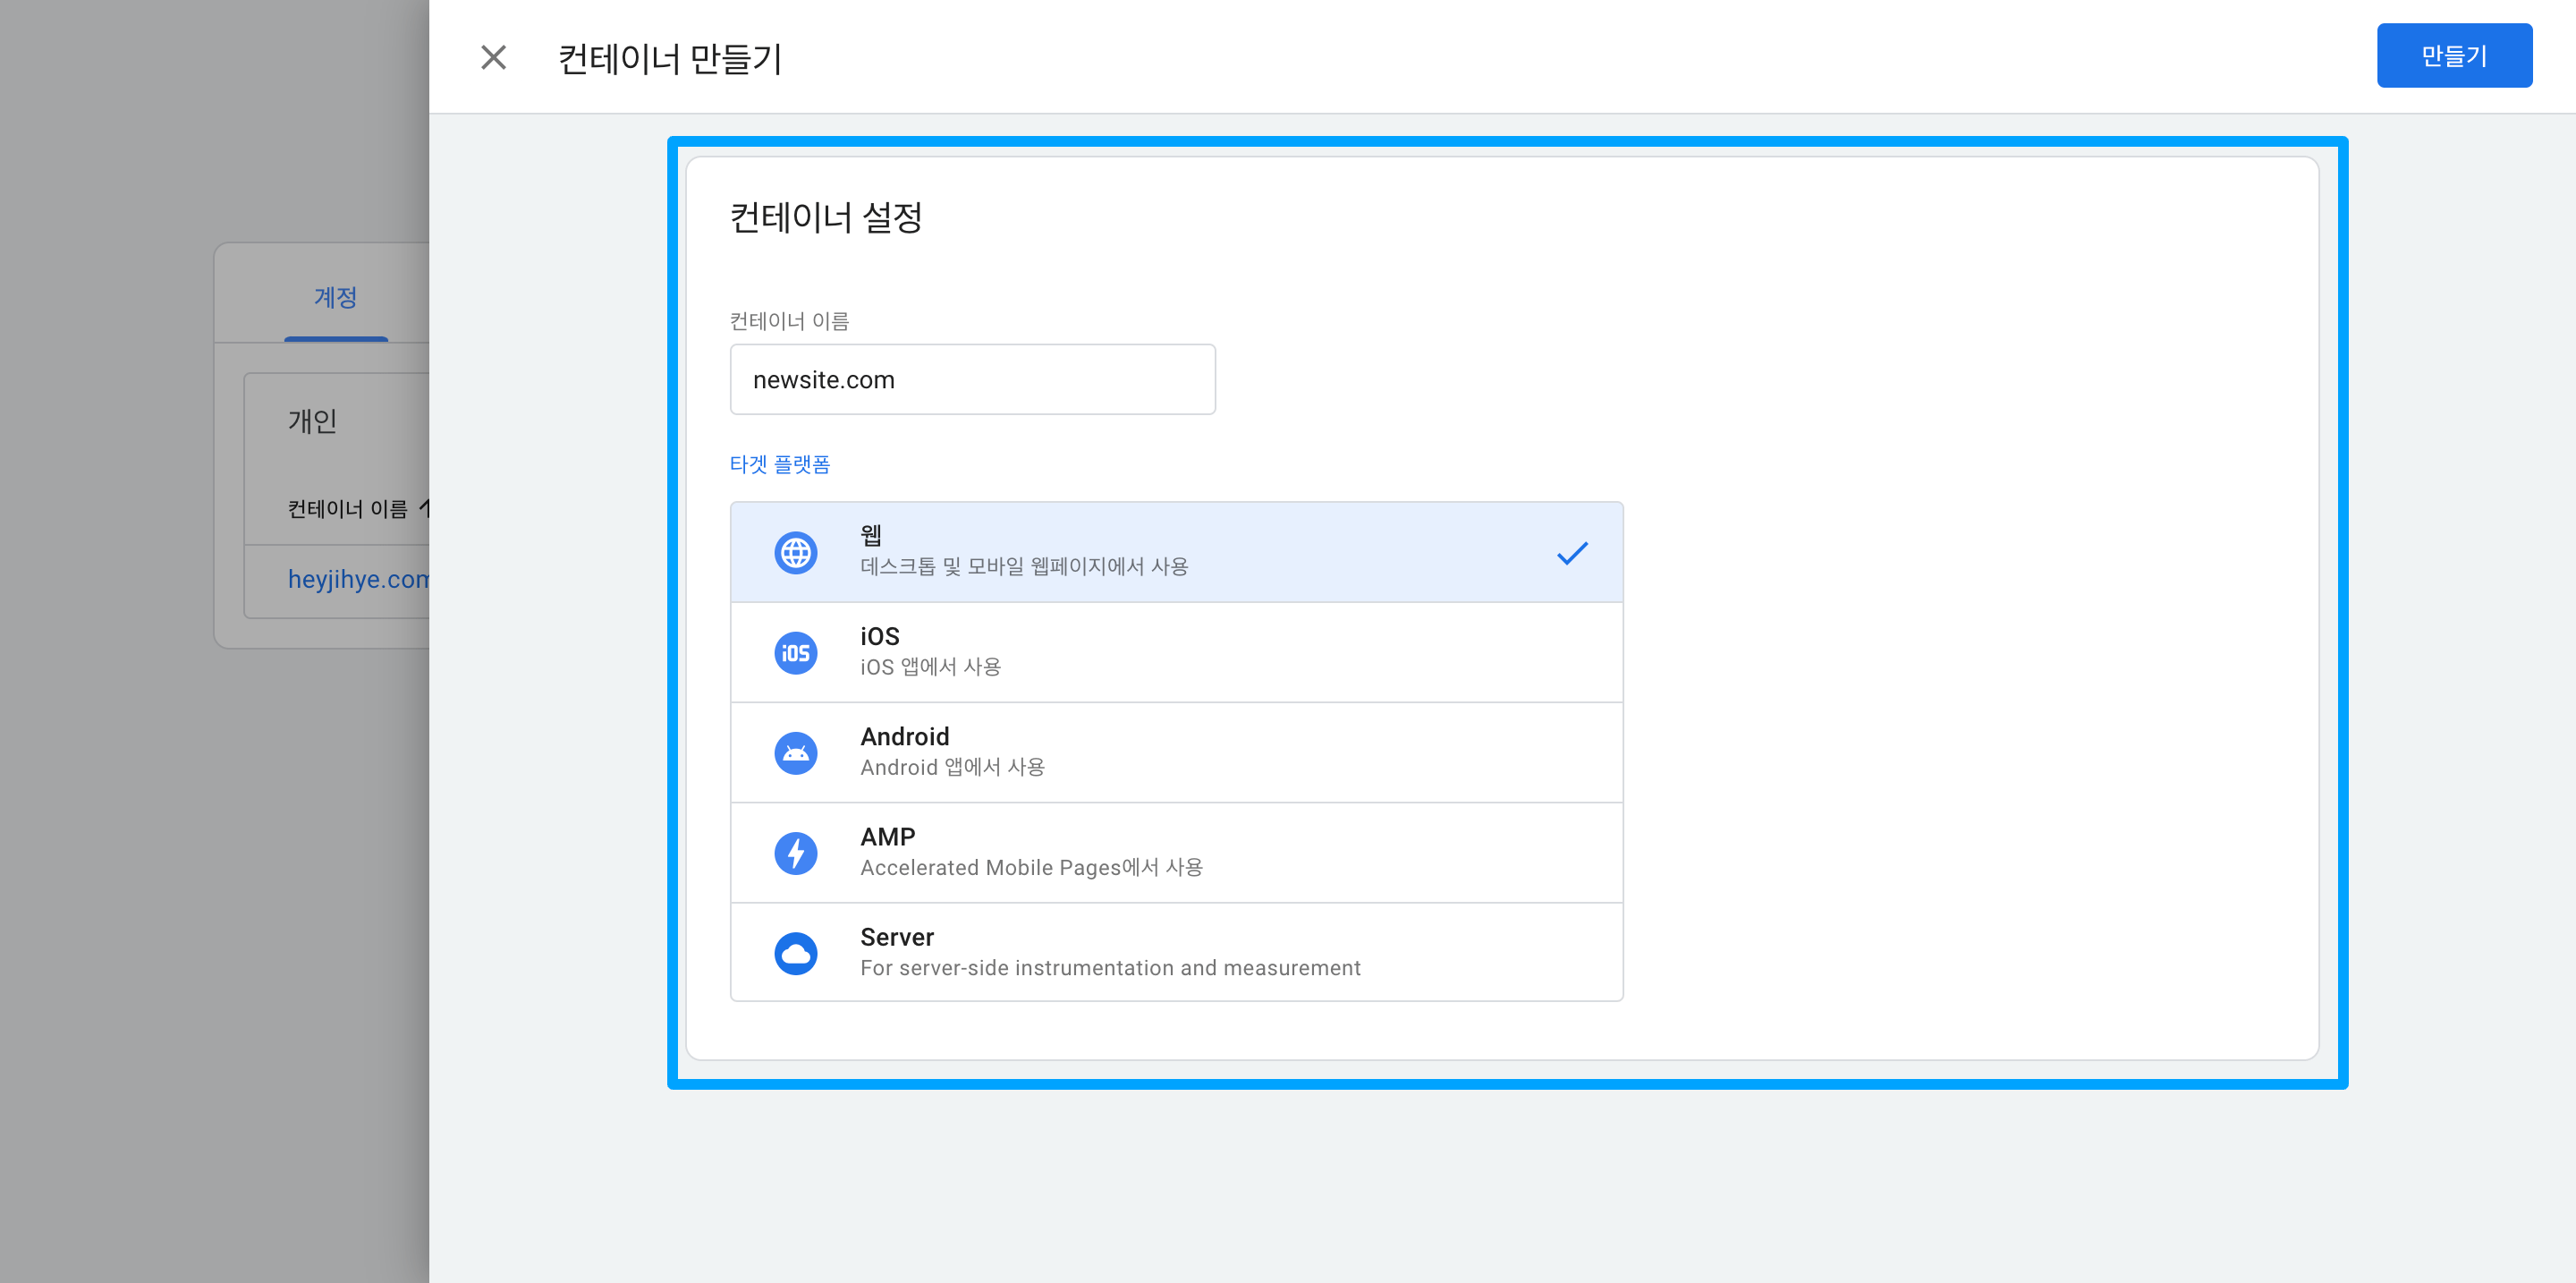 컨테이너 만들기
만들기
계정
개인
컨테이너 이름
heyjihye.com
컨테이너 설정
컨테이너 이름
newsite.com
타겟 플랫폼
웹
데스크톱 및 모바일 웹페이지에서 사용
iOS
iOS
iOS 앱에서 사용
Android
Android 앱에서 사용
AMP
Accelerated Mobile Pages에서 사용
Server
For server-side instrumentation and measurement